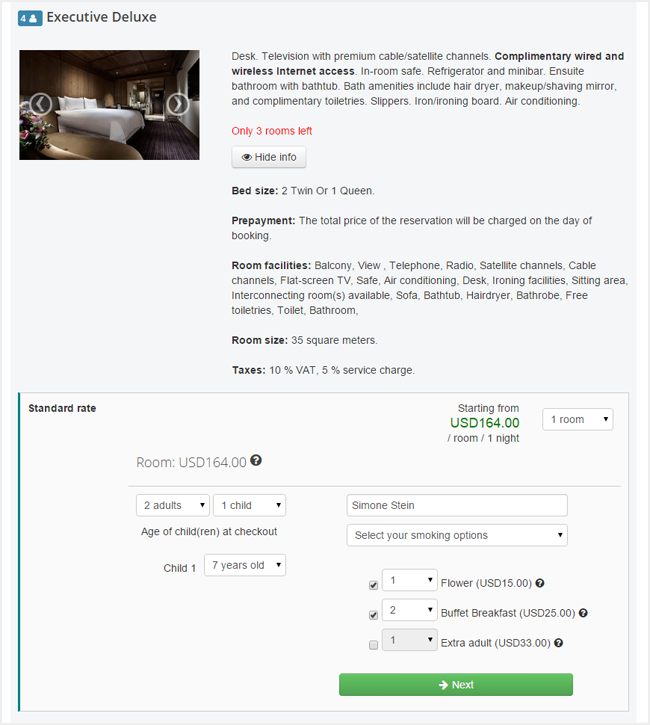 4 Executive Deluxe
Desk. Television with premium cable/satellite channels. Complimentary wired and
wireless Internet access. In-room safe. Refrigerator and minibar. Ensuite
bathroom with bathtub. Bath amenities include hair dryer, makeup/shaving mirror,
and complimentary toiletries. Slippers. Iron/ironing board. Air conditioning.
Only 3 rooms left
Hide info
Bed size: 2 Twin Or 1 Queen.
Prepayment: The total price of the reservation will be charged on the day of
booking.
Room facilities: Balcony, View , Telephone, Radio, Satellite channels, Cable
channels, Flat-screen TV, Safe, Air conditioning, Desk, Ironing facilities, Sitting area,
Interconnecting room(s) available, Sofa, Bathtub, Hairdryer, Bathrobe, Free
toiletries, Toilet, Bathroom,
Room size: 35 square meters.
Taxes: 10 % VAT, 5 % service charge.
Standard rate
Starting from
USD164.00
/ room / 1 night
1 room
Room: USD164.00 ?
2 adults 1 child
Simone Stein
Age of child(ren) at checkout
Select your smoking options
Child 1 7 years old
1 Flower (USD15.00) ?
2 Buffet Breakfast (USD25.00) ?
1 Extra adult (USD33.00) ?
Next